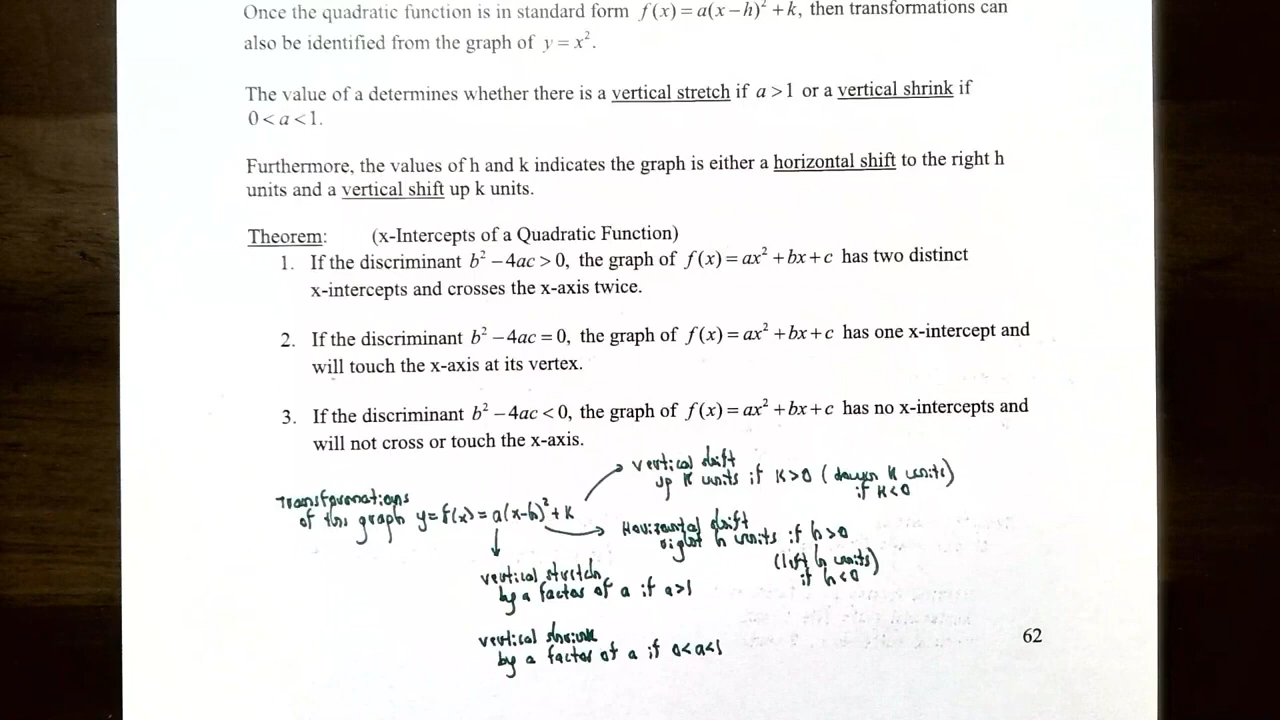 Once the quadratic function is in standard form f(x) = a(x−h)² + k, then transformations can
also be identified from the graph of y = x².
The value of a determines whether there is a vertical stretch if a > 1 or a vertical shrink if
0 < a < 1.
Furthermore, the values of h and k indicates the graph is either a horizontal shift to the right h
units and a vertical shift up k units.
Theorem: (x-Intercepts of a Quadratic Function)
1. If the discriminant b² − 4ac > 0, the graph of f(x) = ax² + bx + c has two distinct
x-intercepts and crosses the x-axis twice.
2. If the discriminant b² − 4ac = 0, the graph of f(x) = ax² + bx + c has one x-intercept and
will touch the x-axis at its vertex.
3. If the discriminant b² − 4ac < 0, the graph of f(x) = ax² + bx + c has no x-intercepts and
will not cross or touch the x-axis.
vertical shift
up K units if K>0 (down K units)
if K<0
Transformations
of this graph y=f(x)=a(x-h)²+k
Horizontal shift
right h units if h>0
(left h units)
if h<0
vertical stretch
by a factor of a if a>1
vertical shrink
by a factor of a if 0<a<1
62